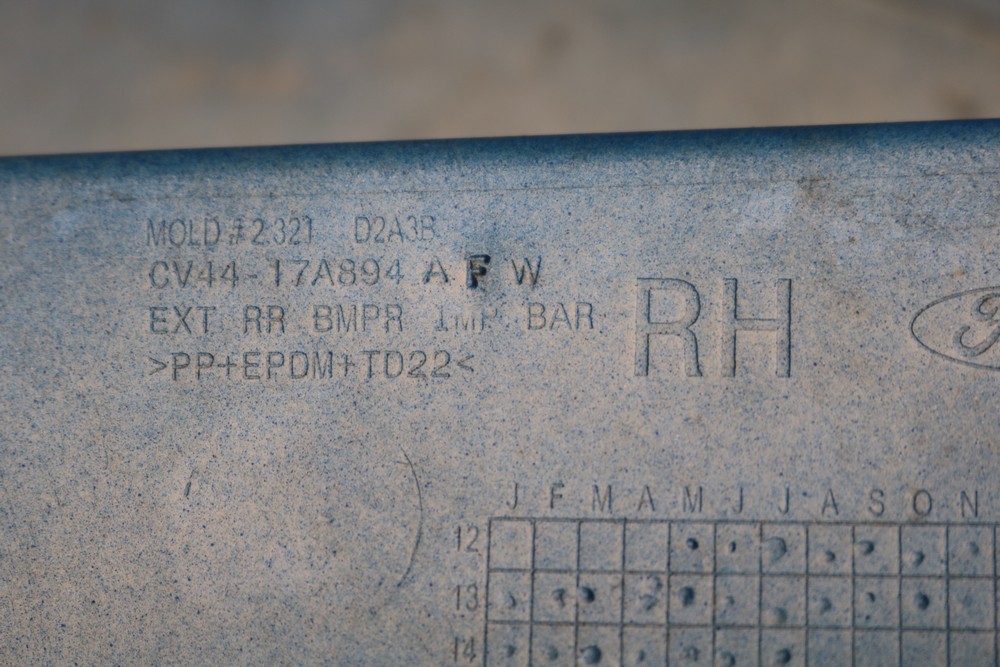 MOLD#2321 D2A3B
CV44-17A894 A F W
EXT RR BMPR IMP BAR
>PP+EPDM+TD22<
RH
J F M A M J J A S O N
12
13
14